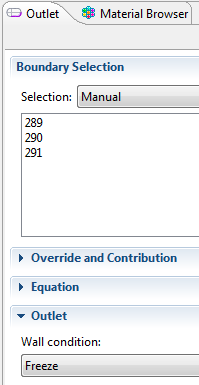 Outlet Material Browser
Boundary Selection
Selection: Manual
289
290
291
Override and Contribution
Equation
Outlet
Wall condition:
Freeze